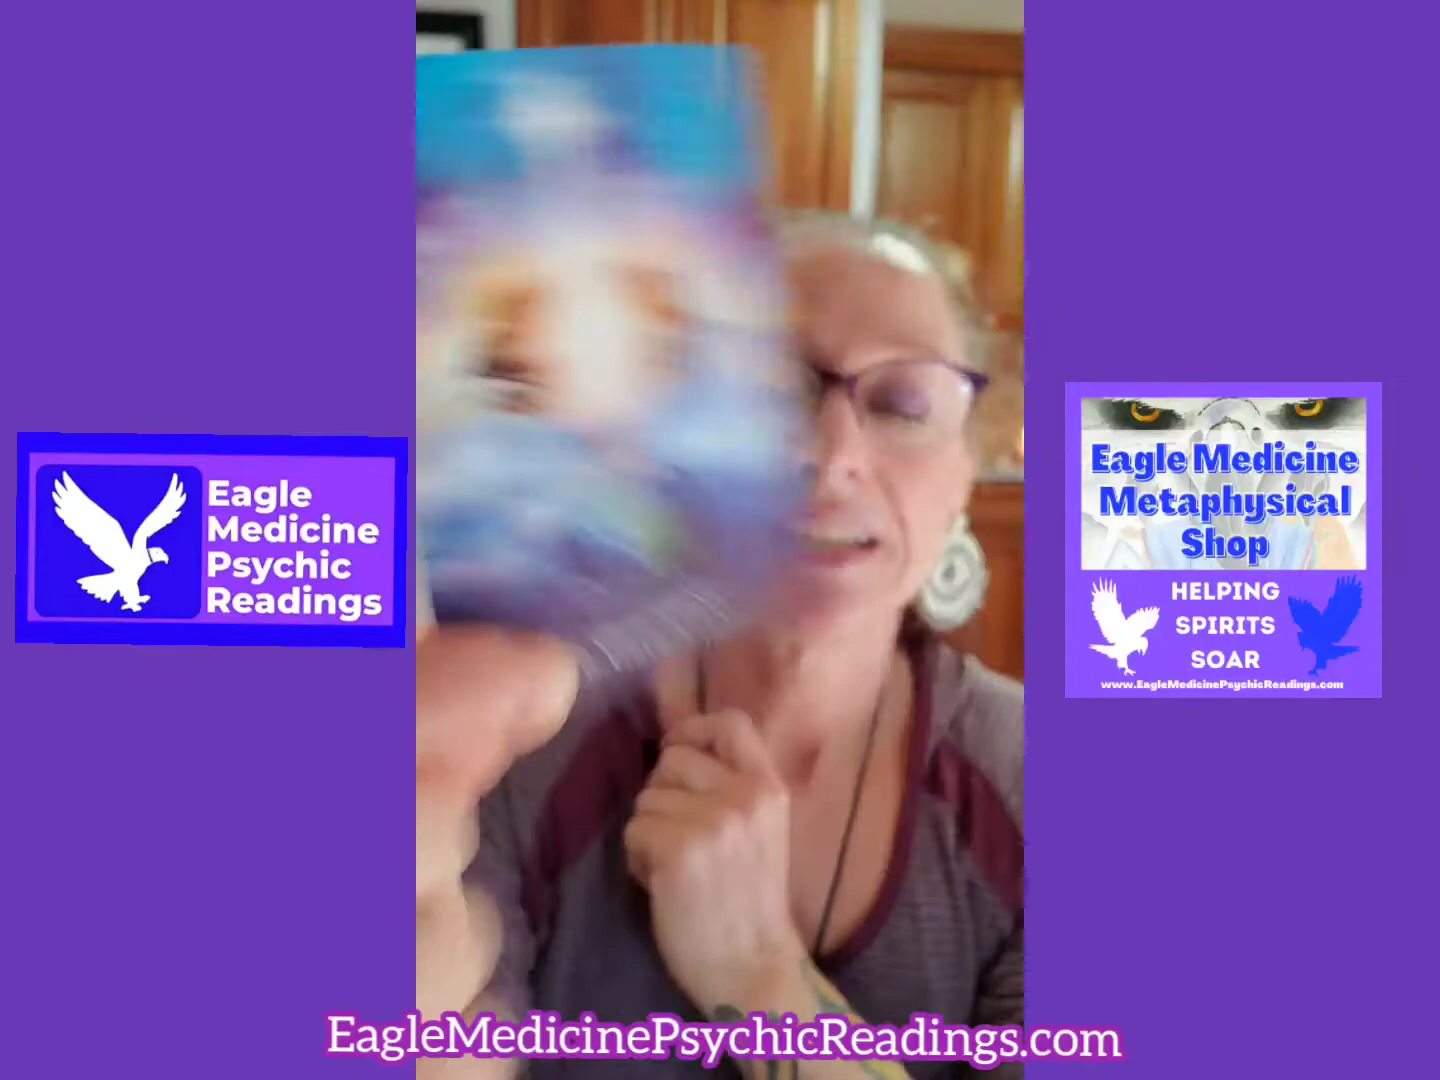 Eagle
Medicine
Psychic
Readings
Eagle Medicine
Metaphysical
Shop
HELPING
SPIRITS
SOAR
www.EagleMedicinePsychicReadings.com
EagleMedicinePsychicReadings.com